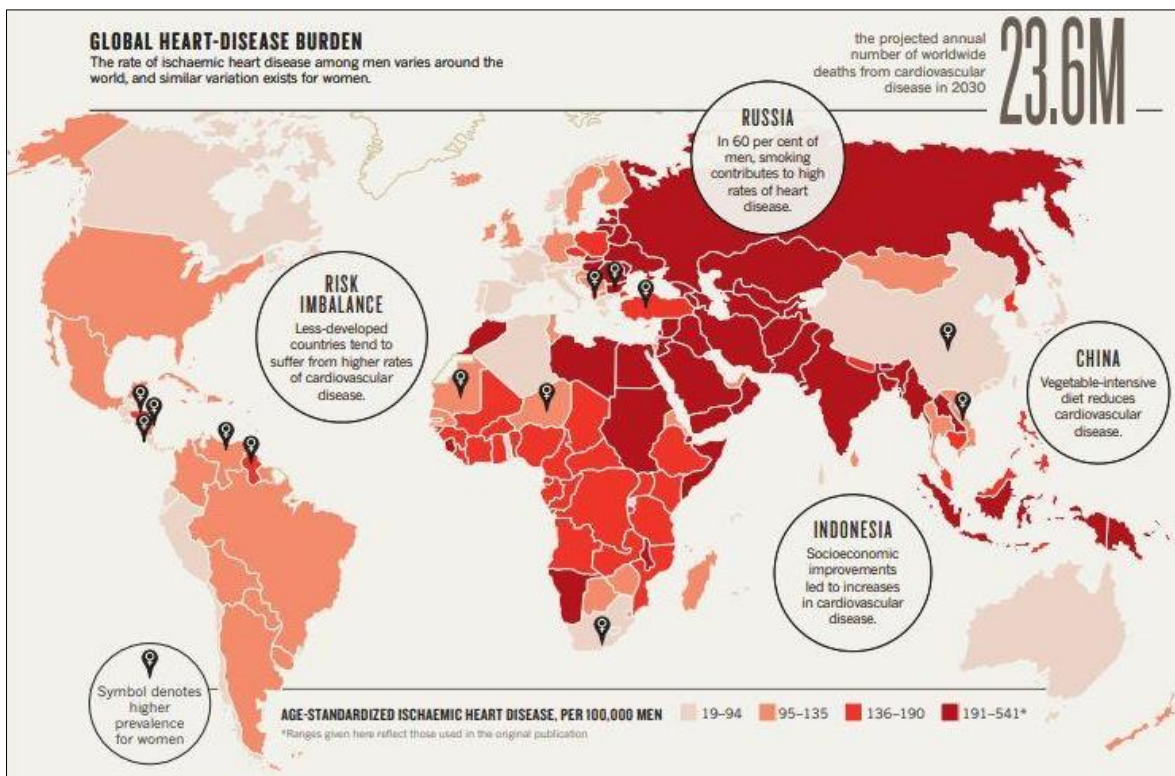 GLOBAL HEART-DISEASE BURDEN
The rate of ischaemic heart disease among men varies around the
world, and similar variation exists for women.
the projected annual
number of worldwide
deaths from cardiovascular
disease in 2030
23.6M
RUSSIA
In 60 per cent of
men, smoking
contributes to high
rates of heart
disease.
RISK
IMBALANCE
Less-developed
countries tend to
suffer from higher rates
of cardiovascular
disease.
CHINA
Vegetable-intensive
diet reduces
cardiovascular
disease.
INDONESIA
Socioeconomic
improvements
led to increases
in cardiovascular
disease.
Symbol denotes
higher
prevalence
for women
AGE-STANDARDIZED ISCHAEMIC HEART DISEASE, PER 100,000 MEN 19–94 95–135 136–190 191–541*
*Ranges given here reflect those used in the original publication